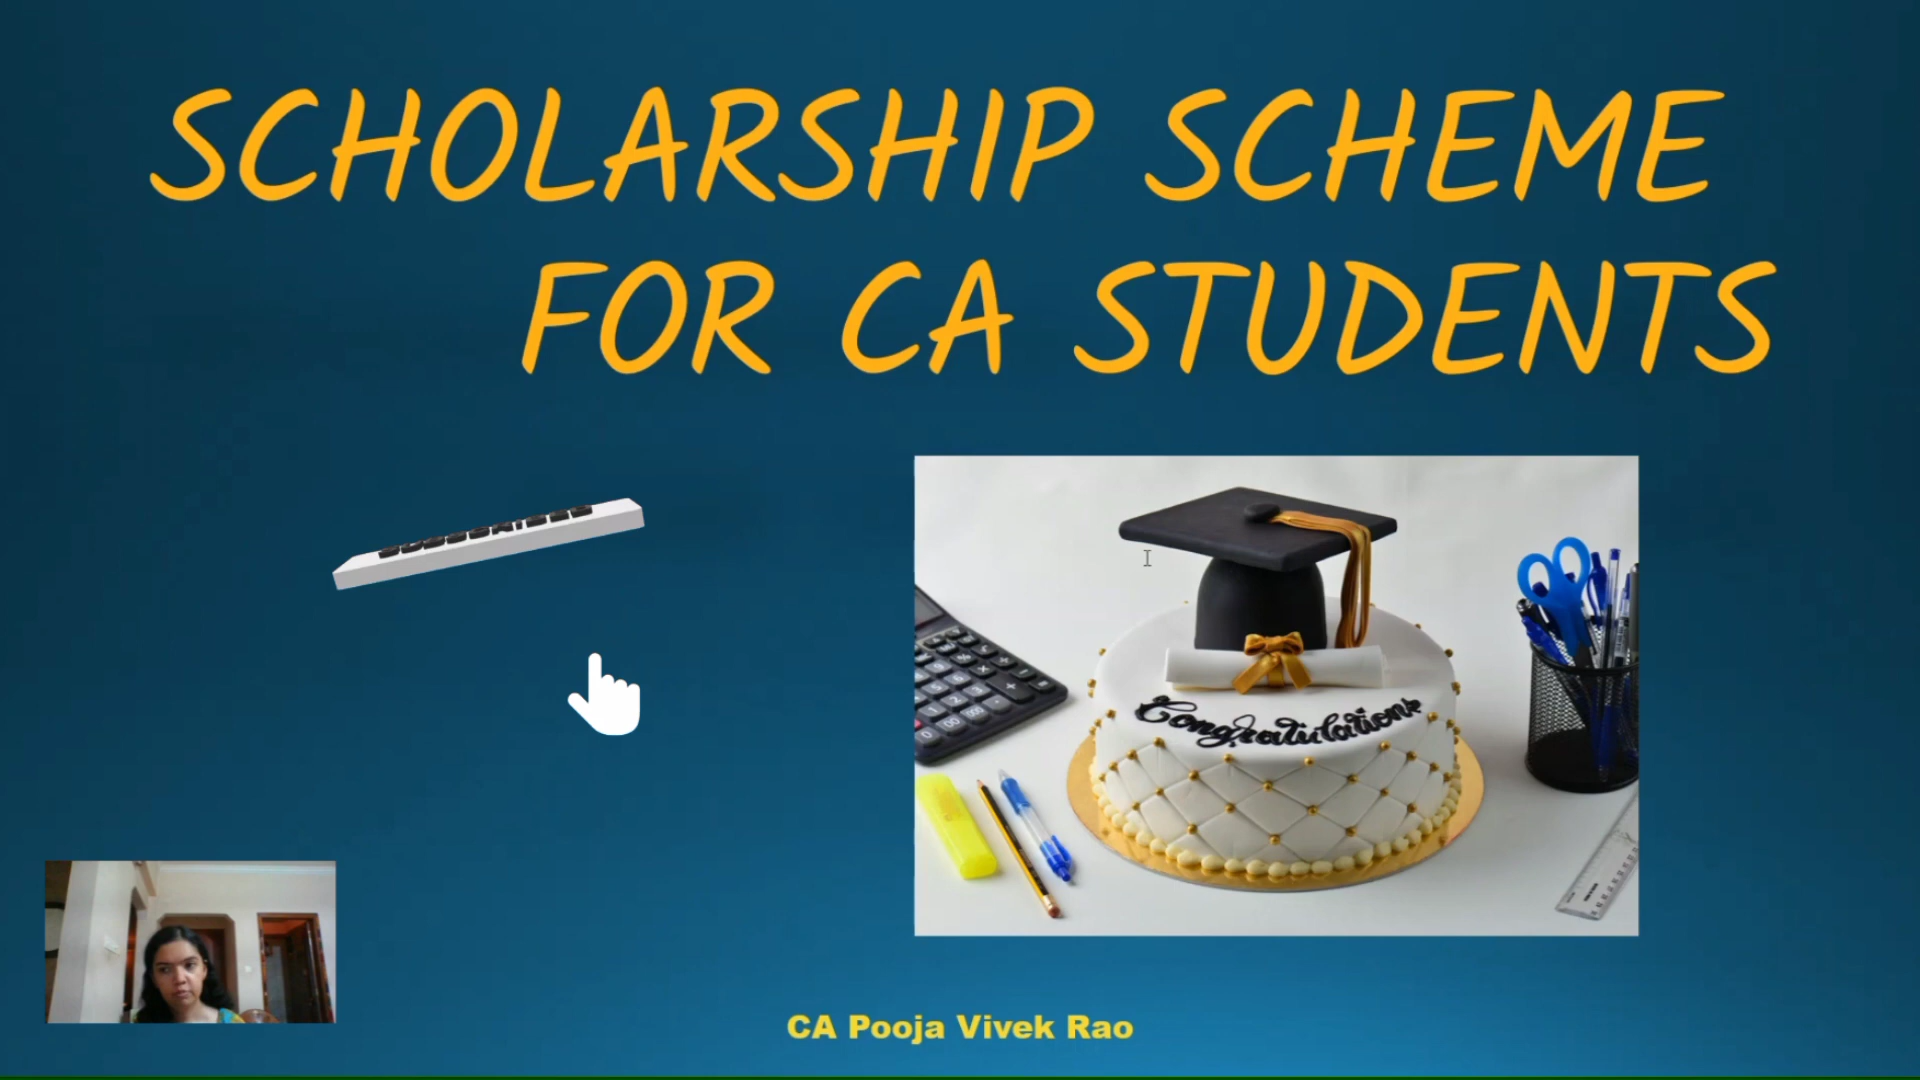 SCHOLARSHIP SCHEME
FOR CA STUDENTS
Congratulations
CA Pooja Vivek Rao